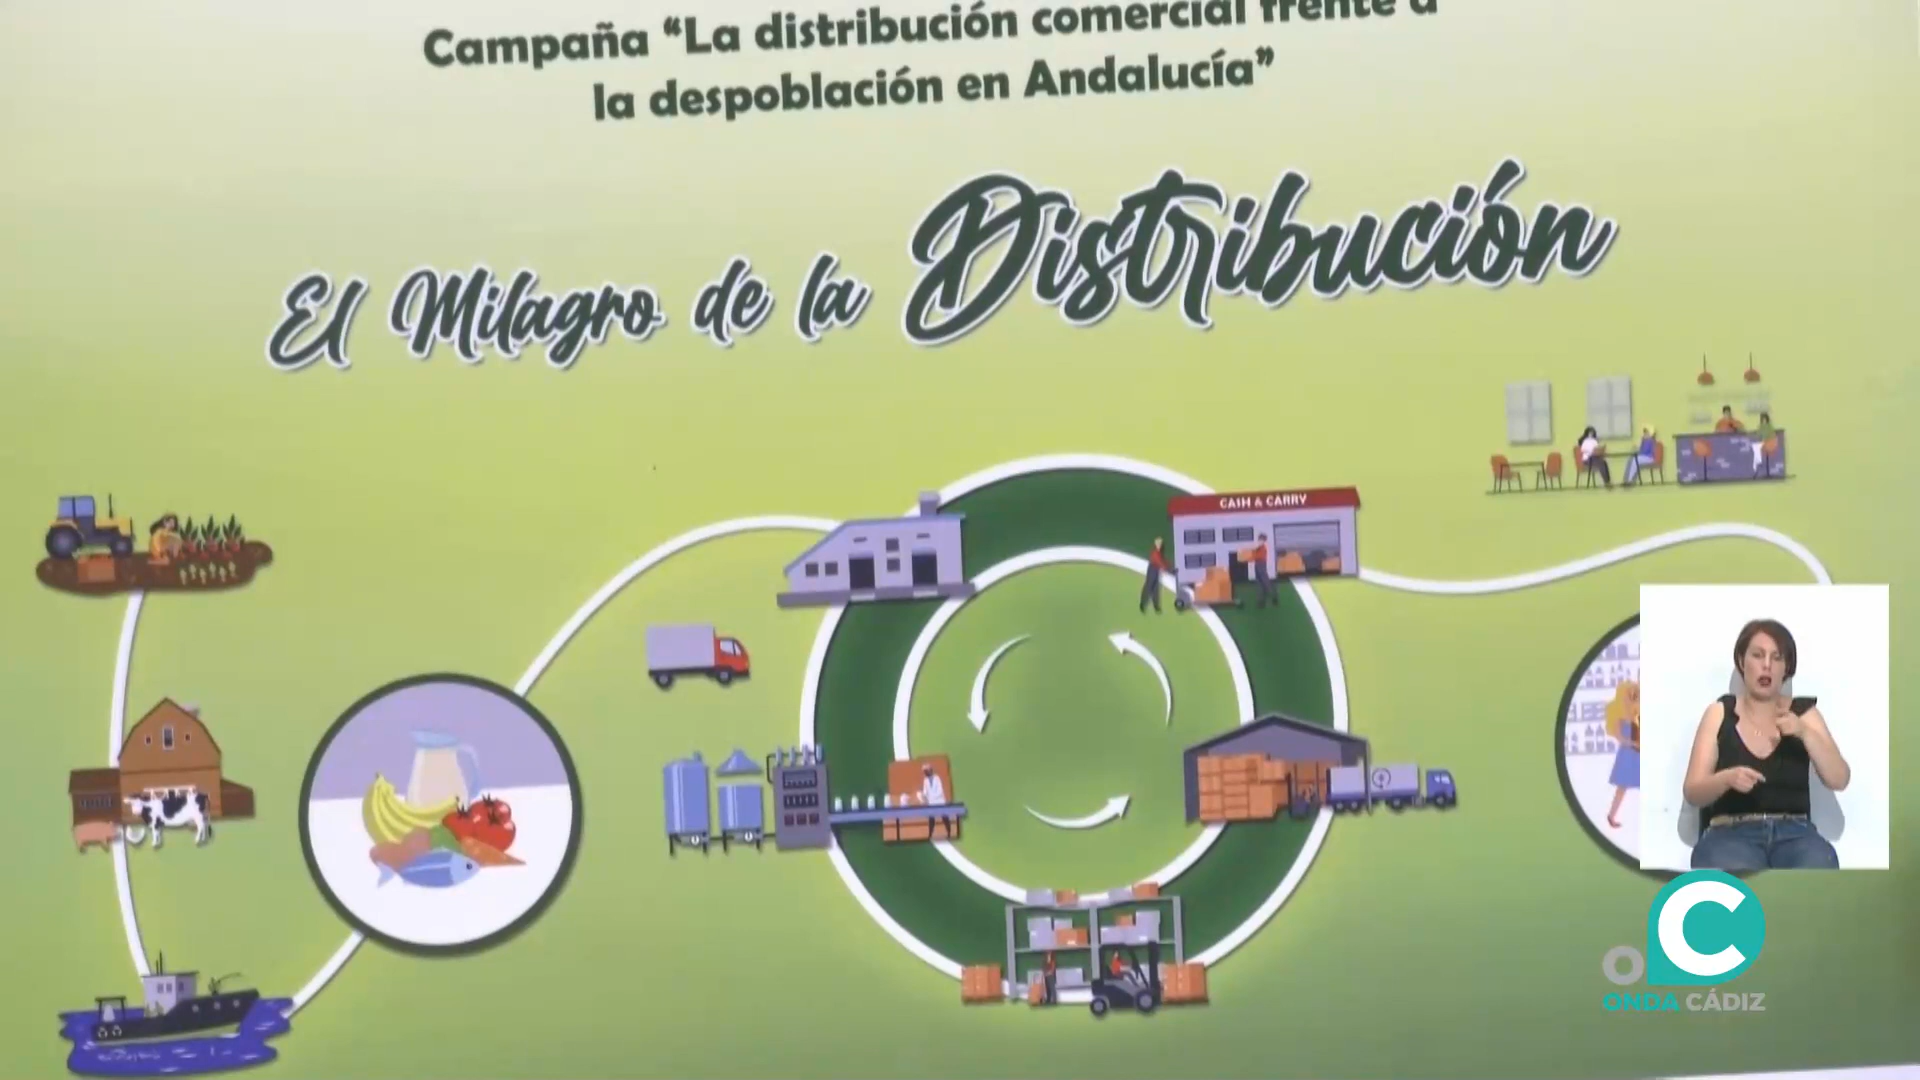 Campaña “La distribución comercial frente a
la despoblación en Andalucía”
El Milagro de la Distribución
CASH & CARRY
C
ONDA CÁDIZ